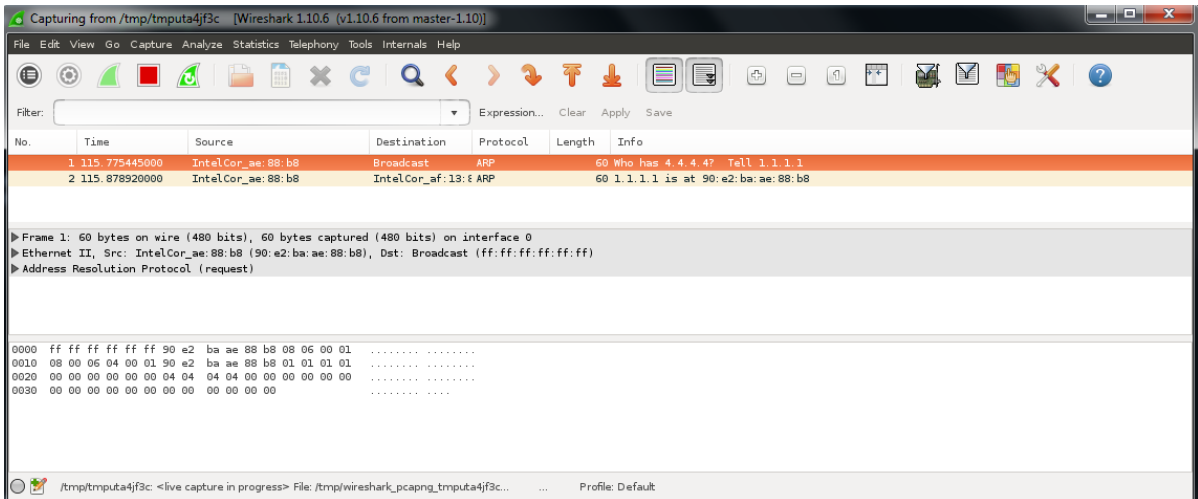 Capturing from /tmp/tmputa4jf3c [Wireshark 1.10.6 (v1.10.6 from master-1.10)]
File Edit View Go Capture Analyze Statistics Telephony Tools Internals Help
Filter: Expression... Clear Apply Save
No. Time Source Destination Protocol Length Info
1 115.775445000 IntelCor_ae:88:b8 Broadcast ARP 60 Who has 4.4.4.4? Tell 1.1.1.1
2 115.878920000 IntelCor_ae:88:b8 IntelCor_af:13: ARP 60 1.1.1.1 is at 90:e2:ba:ae:88:b8
Frame 1: 60 bytes on wire (480 bits), 60 bytes captured (480 bits) on interface 0
Ethernet II, Src: IntelCor_ae:88:b8 (90:e2:ba:ae:88:b8), Dst: Broadcast (ff:ff:ff:ff:ff:ff)
Address Resolution Protocol (request)
0000 ff ff ff ff ff ff 90 e2 ba ae 88 b8 08 06 00 01 ........ ........
0010 08 00 06 04 00 01 90 e2 ba ae 88 b8 01 01 01 01 ........ ........
0020 00 00 00 00 00 00 04 04 04 04 00 00 00 00 00 00 ........ ........
0030 00 00 00 00 00 00 00 00 00 00 00 00 ........ ....
/tmp/tmputa4jf3c: <live capture in progress> File: /tmp/wireshark_pcapng_tmputa4jf3c... ... Profile: Default